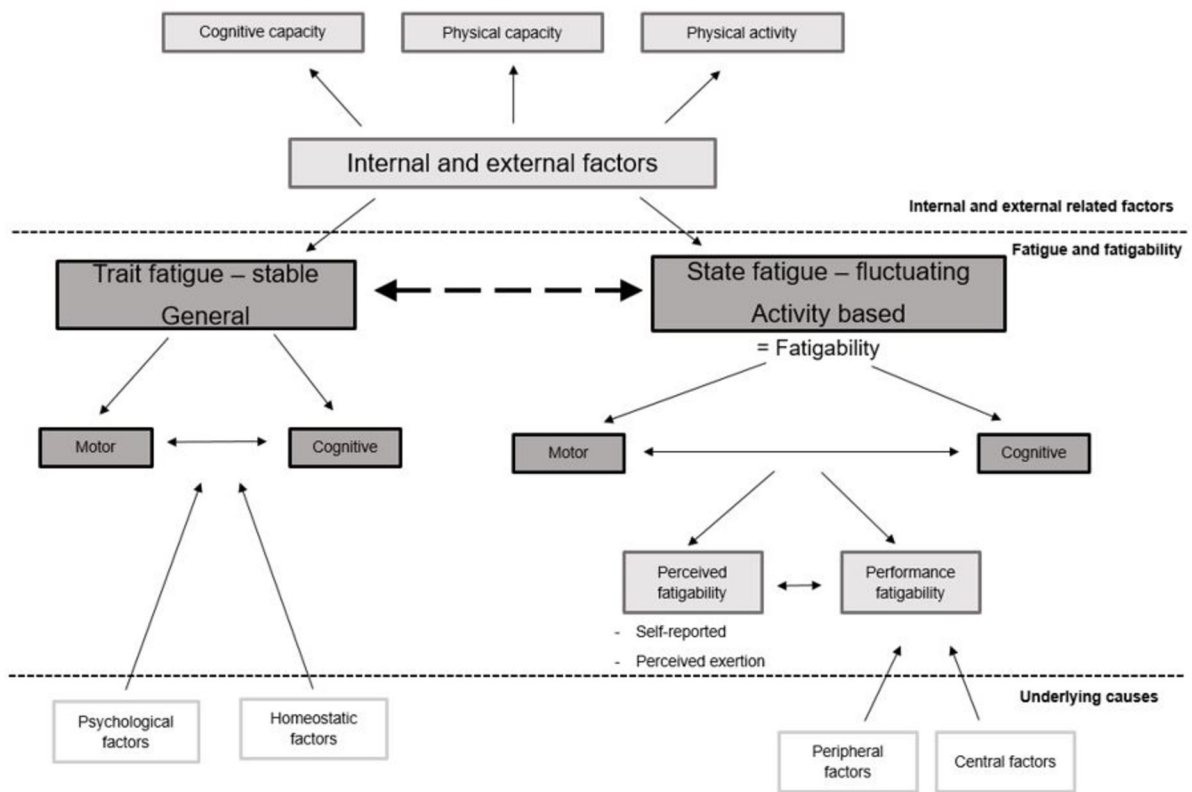 Cognitive capacity
Physical capacity
Physical activity
Internal and external factors
Internal and external related factors
Fatigue and fatigability
Trait fatigue – stable
General
State fatigue – fluctuating
Activity based
= Fatigability
Motor
Cognitive
Motor
Cognitive
Perceived
fatigability
Performance
fatigability
- Self-reported
- Perceived exertion
Underlying causes
Psychological
factors
Homeostatic
factors
Peripheral
factors
Central factors